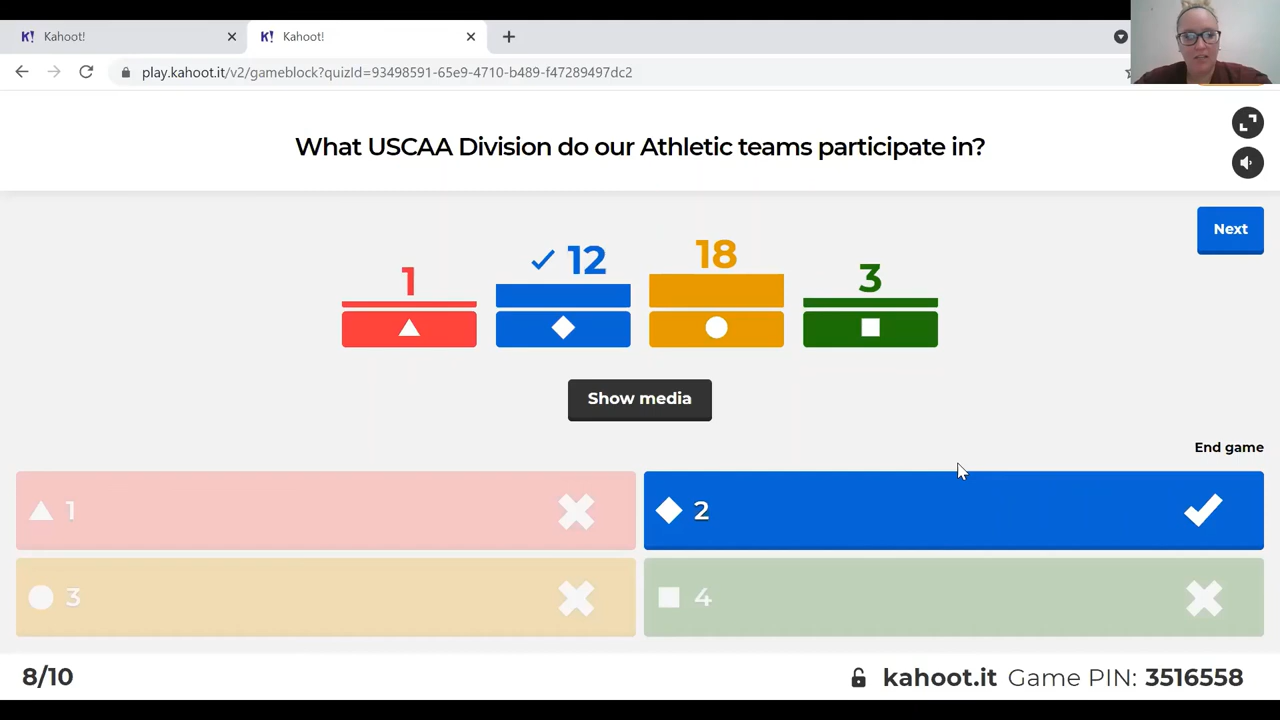 K! Kahoot!
K! Kahoot!
play.kahoot.it/v2/gameblock?quizId=93498591-65e9-4710-b489-f47289497dc2
What USCAA Division do our Athletic teams participate in?
Next
1
12
18
3
Show media
End game
1
2
3
4
8/10
kahoot.it Game PIN: 3516558